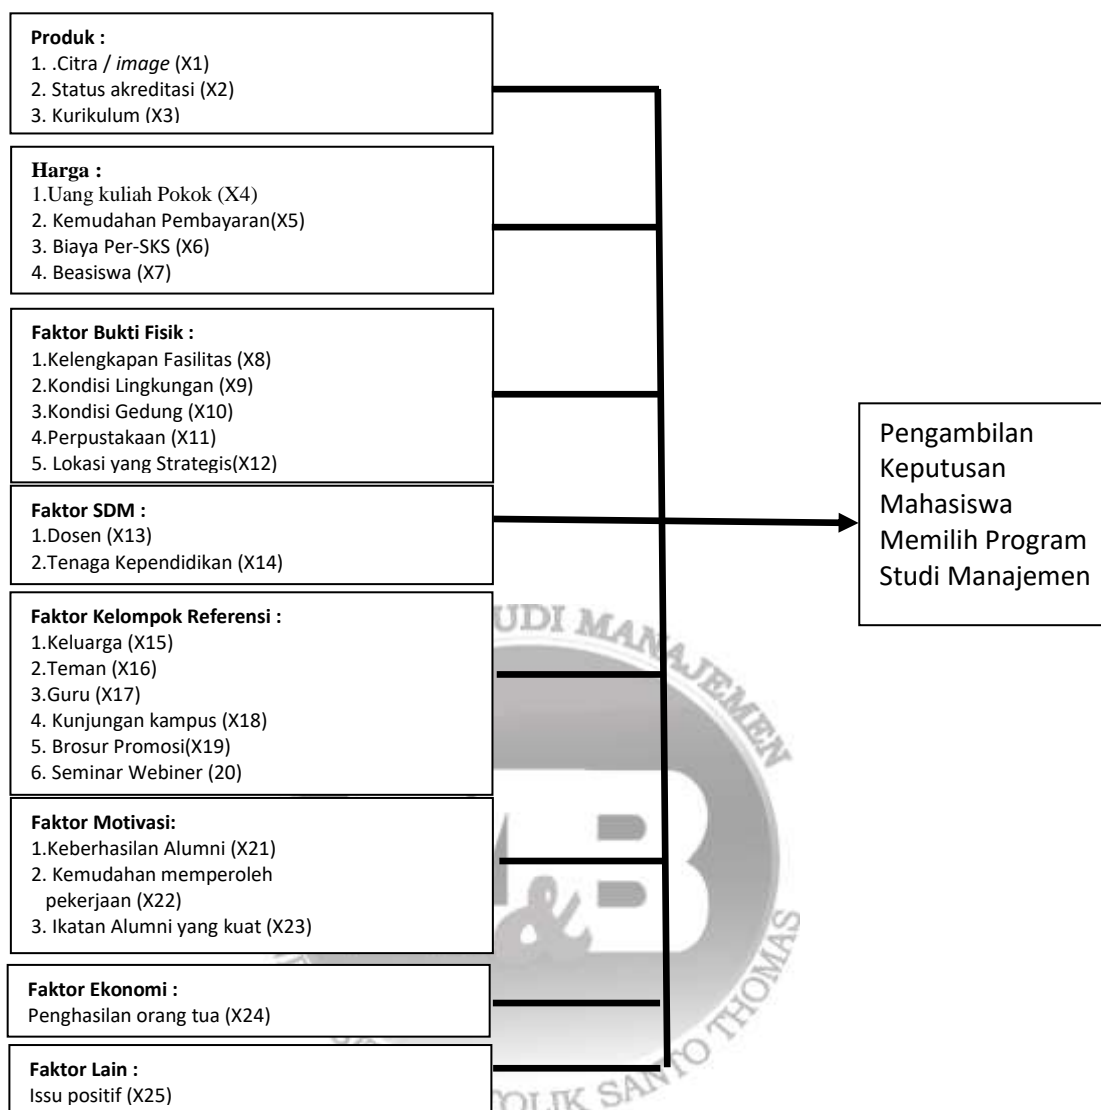 Produk :
1. .Citra / image (X1)
2. Status akreditasi (X2)
3. Kurikulum (X3)
Harga :
1.Uang kuliah Pokok (X4)
2. Kemudahan Pembayaran(X5)
3. Biaya Per-SKS (X6)
4. Beasiswa (X7)
Faktor Bukti Fisik :
1.Kelengkapan Fasilitas (X8)
2.Kondisi Lingkungan (X9)
3.Kondisi Gedung (X10)
4.Perpustakaan (X11)
5. Lokasi yang Strategis(X12)
Faktor SDM :
1.Dosen (X13)
2.Tenaga Kependidikan (X14)
Faktor Kelompok Referensi :
1.Keluarga (X15)
2.Teman (X16)
3.Guru (X17)
4. Kunjungan kampus (X18)
5. Brosur Promosi(X19)
6. Seminar Webiner (20)
Faktor Motivasi:
1.Keberhasilan Alumni (X21)
2. Kemudahan memperoleh
pekerjaan (X22)
3. Ikatan Alumni yang kuat (X23)
Faktor Ekonomi :
Penghasilan orang tua (X24)
Faktor Lain :
Issu positif (X25)
Pengambilan
Keputusan
Mahasiswa
Memilih Program
Studi Manajemen
MANAJEMEN
&B
SANTO THOMAS